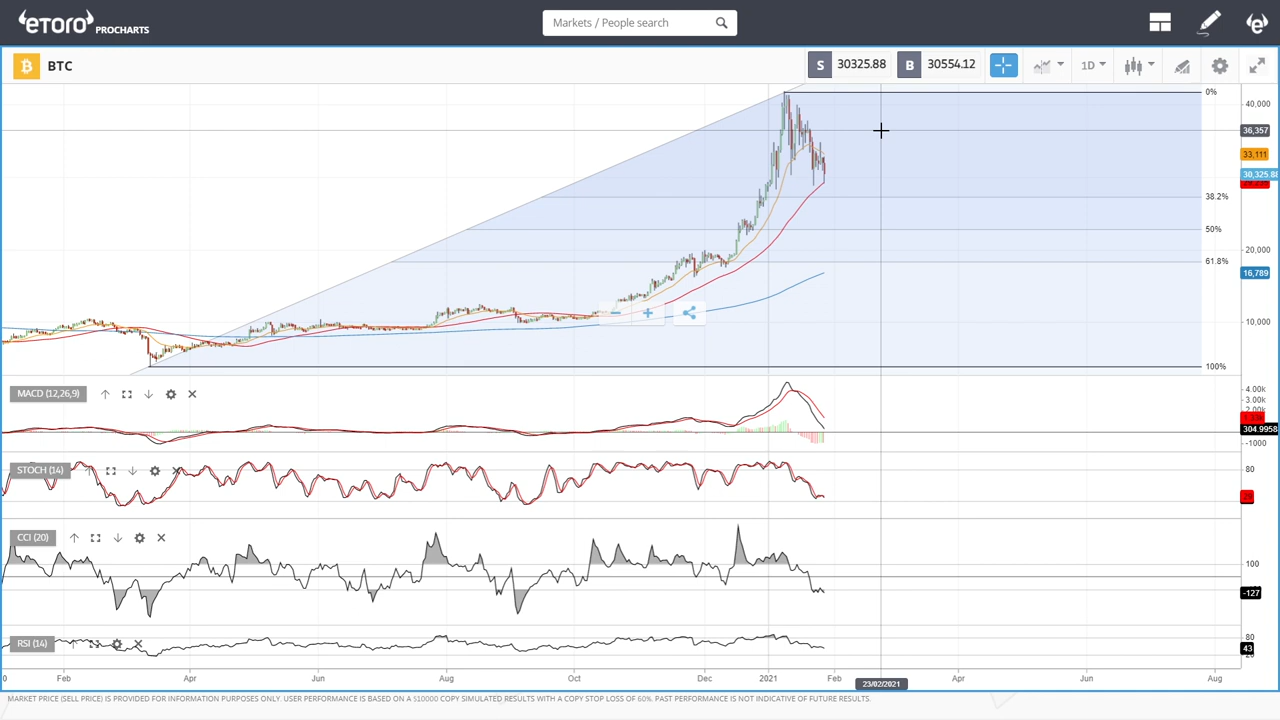 eToro PROCHARTS
Markets / People search
BTC
S 30325.88 B 30554.12
1D
0%
40,000
36,357
33,111
30,325.88
38.2%
50%
20,000
61.8%
16,789
10,000
100%
MACD (12,26,9)
4.00k
3.00k
2.00k
304.9958
-1000
STOCH (14)
80
CCI (20)
100
-127
RSI (14)
80
43
0 Feb Apr Jun Aug Oct Dec 2021 Feb Apr Jun Aug
23/02/2021
MARKET PRICE (SELL PRICE) IS PROVIDED FOR INFORMATION PURPOSES ONLY. USER PERFORMANCE IS BASED ON A $10000 COPY SIMULATED RESULTS WITH A COPY STOP LOSS OF 60%. PAST PERFORMANCE IS NOT INDICATIVE OF FUTURE RESULTS.